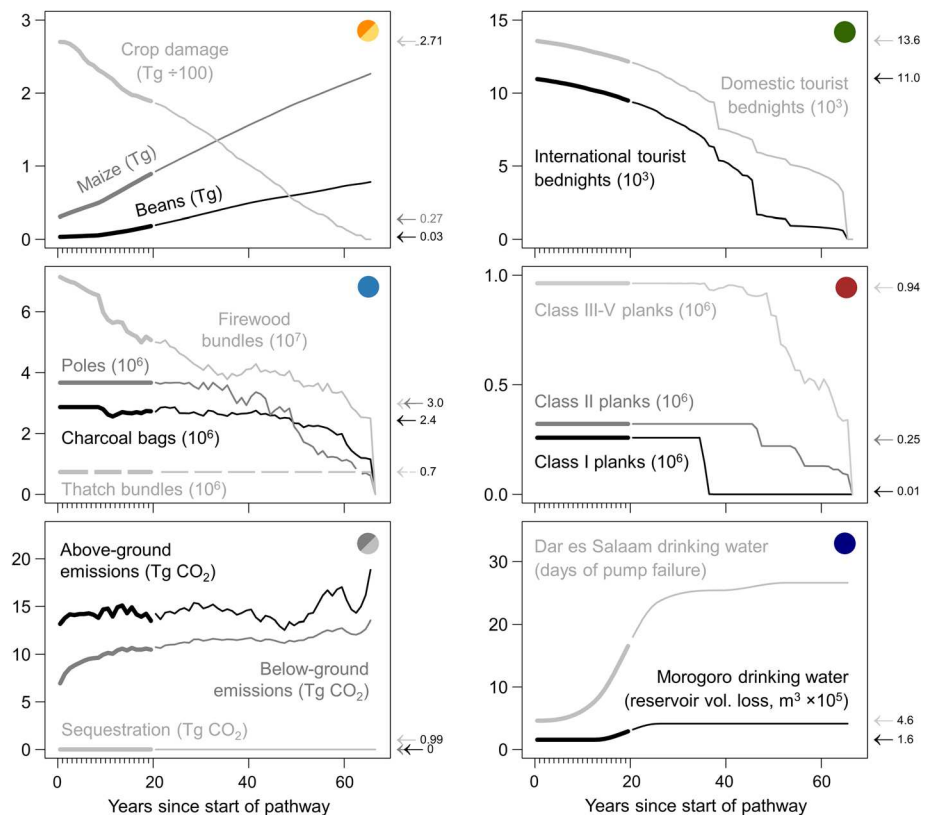 3
2
1
0
Crop damage
(Tg ÷100)
Maize (Tg)
Beans (Tg)
2.71
0.27
0.03
15
10
5
0
Domestic tourist
bednights (10³)
International tourist
bednights (10³)
13.6
11.0
6
4
2
0
Firewood
bundles (10⁷)
Poles (10⁶)
Charcoal bags (10⁶)
Thatch bundles (10⁶)
3.0
2.4
0.7
1.0
0.5
0.0
Class III-V planks (10⁶)
Class II planks (10⁶)
Class I planks (10⁶)
0.94
0.25
0.01
20
15
10
5
0
Above-ground
emissions (Tg CO₂)
Below-ground
emissions (Tg CO₂)
Sequestration (Tg CO₂)
0.99
0
0 20 40 60
Years since start of pathway
30
20
10
0
Dar es Salaam drinking water
(days of pump failure)
Morogoro drinking water
(reservoir vol. loss, m³ ×10⁵)
4.6
1.6
0 20 40 60
Years since start of pathway